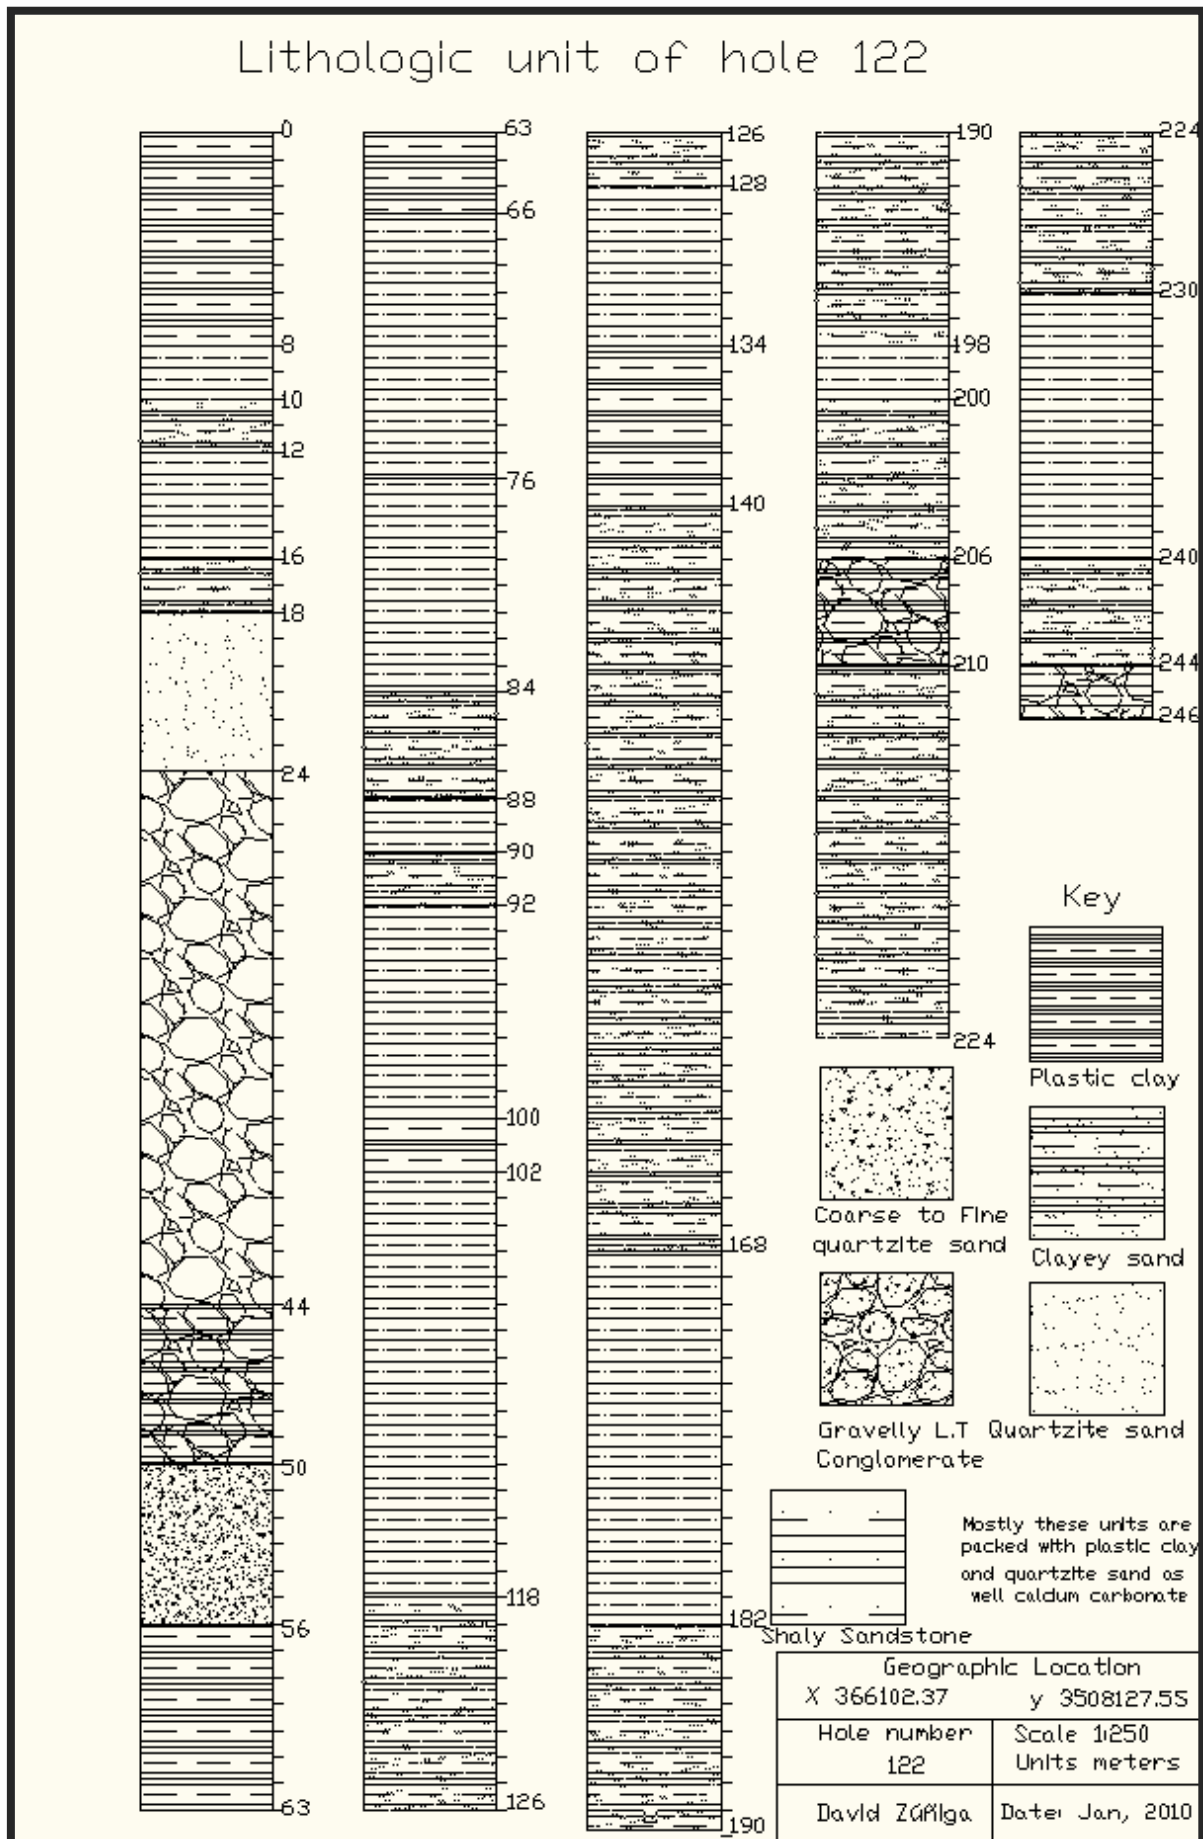 Lithologic unit of hole 122
0
8
10
12
16
18
24
44
50
56
63
63
66
76
84
88
90
92
100
102
118
126
126
128
134
140
168
182
190
190
198
200
206
210
224
224
230
240
244
246
Key
Plastic clay
Coarse to Fine
quartzite sand
Clayey sand
Gravelly L.T
Conglomerate
Quartzite sand
Shaly Sandstone
Mostly these units are
packed with plastic clay
and quartzite sand as
well calcium carbonate
Geographic Location
X 366102.37 y 3508127.55
Hole number
122
Scale 1:250
Units meters
David Zúñiga
Date: Jan, 2010